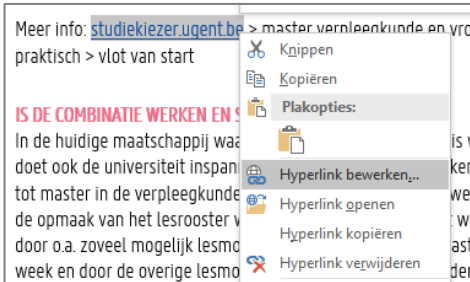 Meer info: studiekiezer.ugent.be > master verpleegkunde en vro
praktisch > vlot van start
IS DE COMBINATIE WERKEN EN S
In de huidige maatschappij waa
doet ook de universiteit inspan
tot master in de verpleegkunde
de opmaak van het lesrooster v
door o.a. zoveel mogelijk lesmo
week en door de overige lesmo
Knippen
Kopiëren
Plakopties:
Hyperlink bewerken...
Hyperlink openen
Hyperlink kopiëren
Hyperlink verwijderen